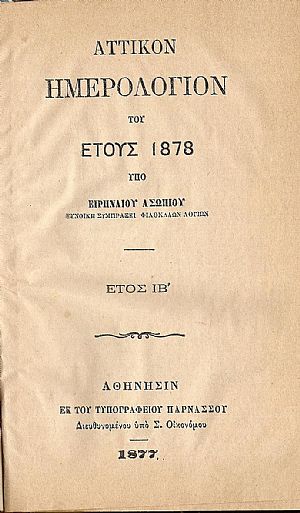 ΑΤΤΙΚΟΝ
ΗΜΕΡΟΛΟΓΙΟΝ
ΤΟΥ
ΕΤΟΥΣ 1878
ΥΠΟ
ΕΙΡΗΝΑΙΟΥ ΑΣΩΠΙΟΥ
ΕΥΝΟΪΚῌ ΣΥΜΠΡΑΞΕΙ ΦΙΛΟΚΑΛΩΝ ΛΟΓΙΩΝ
ΕΤΟΣ ΙΒ′
ΑΘΗΝΗΣΙΝ
ΕΚ ΤΟΥ ΤΥΠΟΓΡΑΦΕΙΟΥ ΠΑΡΝΑΣΣΟΥ
Διευθυνομένου ὑπὸ Σ. Οἰκονόμου
1877